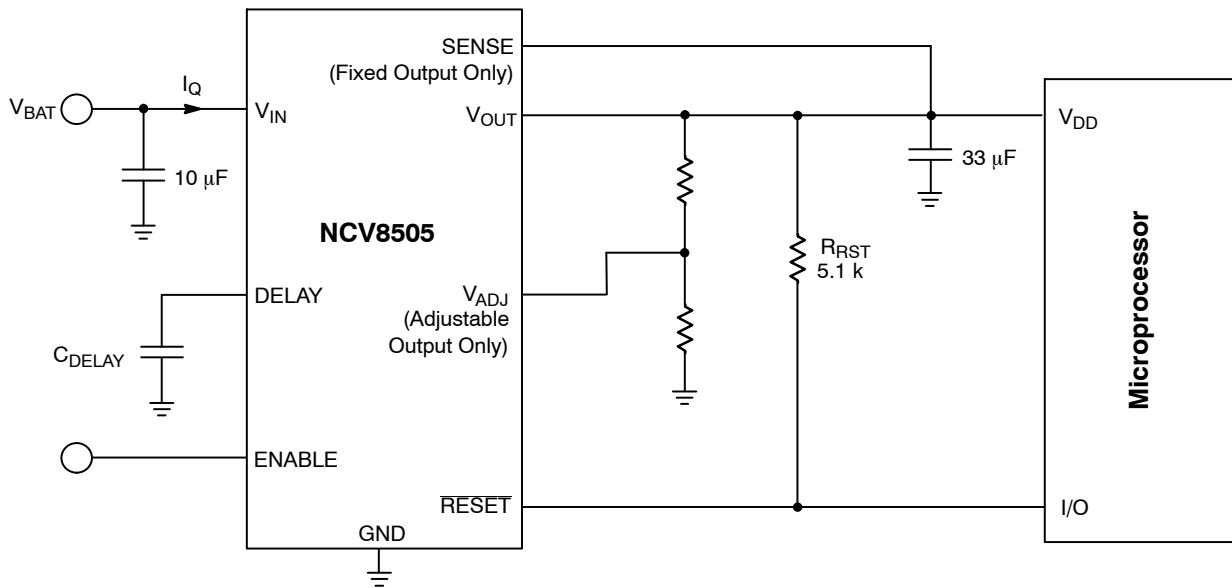 SENSE
(Fixed Output Only)
I_Q
V_BAT
V_IN
V_OUT
V_DD
10 μF
33 μF
NCV8505
R_RST
5.1 k
DELAY
V_ADJ
(Adjustable
Output Only)
C_DELAY
Microprocessor
ENABLE
R̅E̅S̅E̅T̅
I/O
GND